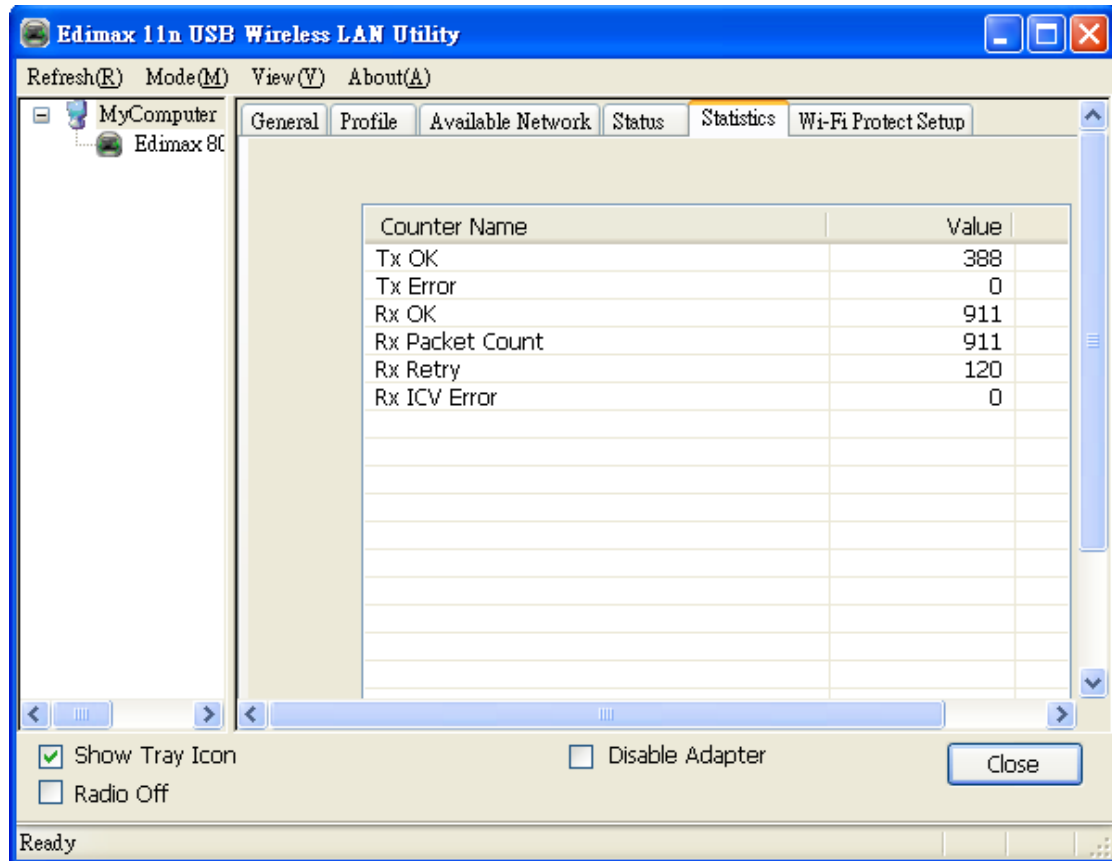 Edimax 11n USB Wireless LAN Utility
Refresh(R) Mode(M) View(V) About(A)
MyComputer
Edimax 80
General Profile Available Network Status Statistics Wi-Fi Protect Setup
Counter Name Value
Tx OK 388
Tx Error 0
Rx OK 911
Rx Packet Count 911
Rx Retry 120
Rx ICV Error 0
Show Tray Icon
Disable Adapter
Close
Radio Off
Ready